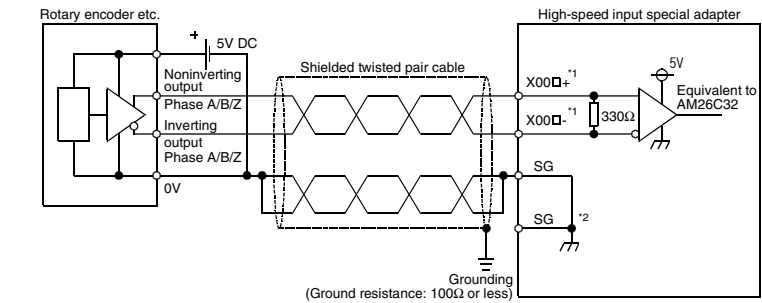 Rotary encoder etc.
High-speed input special adapter
+
5V DC
Shielded twisted pair cable
5V
Noninverting
output
Phase A/B/Z
X00□+*1
Equivalent to
AM26C32
330Ω
Inverting
output
Phase A/B/Z
X00□-*1
0V
SG
SG
*2
Grounding
(Ground resistance: 100Ω or less)